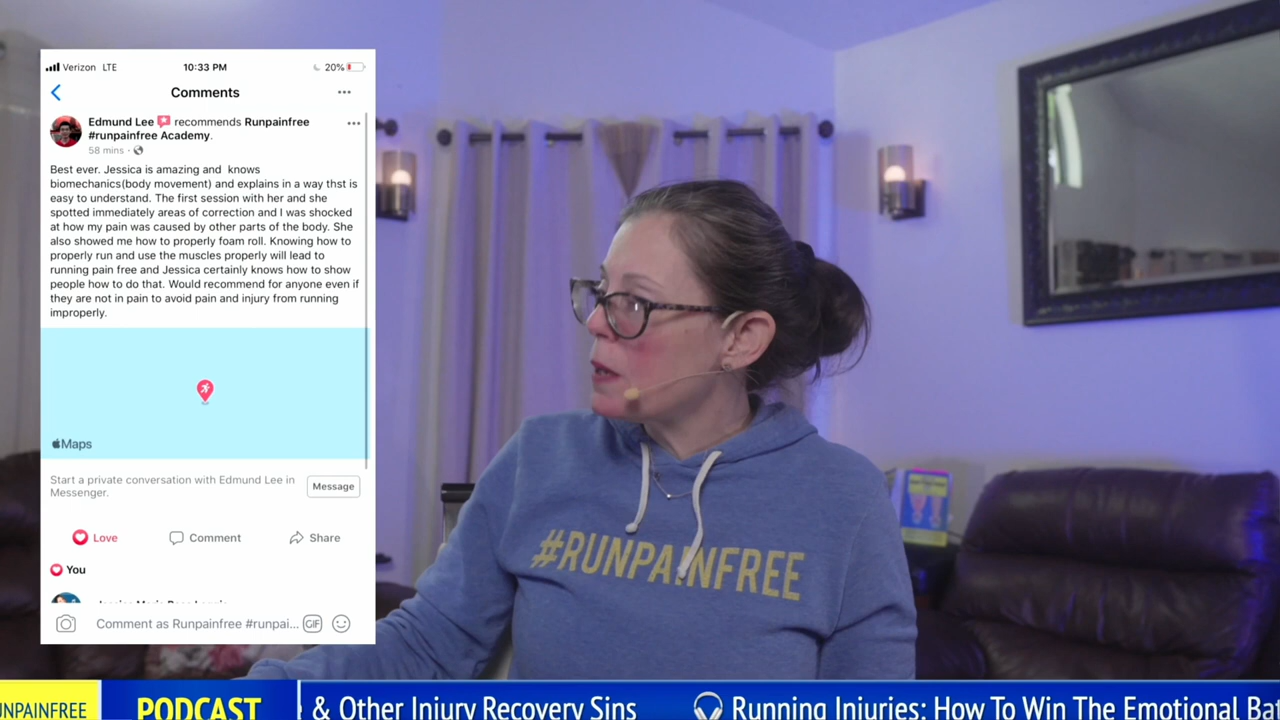 Verizon LTE
10:33 PM
20%
Comments
Edmund Lee recommends Runpainfree
#runpainfree Academy.
58 mins
Best ever. Jessica is amazing and knows
biomechanics(body movement) and explains in a way thst is
easy to understand. The first session with her and she
spotted immediately areas of correction and I was shocked
at how my pain was caused by other parts of the body. She
also showed me how to properly foam roll. Knowing how to
properly run and use the muscles properly will lead to
running pain free and Jessica certainly knows how to show
people how to do that. Would recommend for anyone even if
they are not in pain to avoid pain and injury from running
improperly.
Maps
Start a private conversation with Edmund Lee in
Messenger.
Message
Love
Comment
Share
You
Comment as Runpainfree #runpai...
GIF
#RUNPAINFREE
UNPAINFREE
PODCAST
& Other Injury Recovery Sins
Running Injuries: How To Win The Emotional Ba